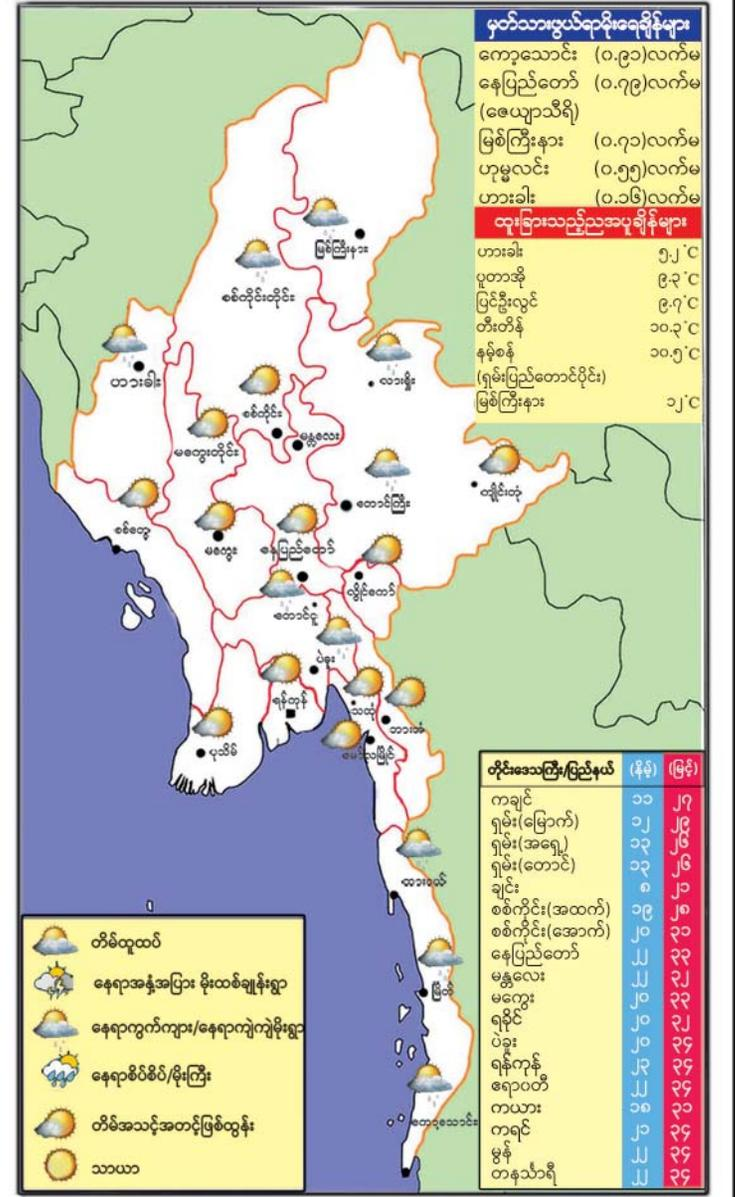 မှတ်သားဖွယ်ရာမိုးရေချိန်များ
ကော့သောင်း (၀.၉၁)လက်မ
နေပြည်တော် (၀.၇၉)လက်မ
(ဇေယျာသီရိ)
မြစ်ကြီးနား (၀.၇၁)လက်မ
ဟုမ္မလင်း (၀.၅၅)လက်မ
ဟားခါး (၀.၁၆)လက်မ
ထူးခြားသည့်ညအပူချိန်များ
ဟားခါး ၅.၂°C
ပူတာအို ၉.၃°C
ပြင်ဦးလွင် ၉.၇°C
တီးတိန် ၁၀.၃°C
နမ့်စန် ၁၀.၅°C
(ရှမ်းပြည်တောင်ပိုင်း)
မြစ်ကြီးနား ၁၂°C
မြစ်ကြီးနား
စစ်ကိုင်းတိုင်း
ဟားခါး
လားရှိုး
စစ်ကိုင်း
မန္တလေး
မကွေးတိုင်း
ကျိုင်းတုံ
တောင်ကြီး
စစ်တွေ
မကွေး
နေပြည်တော်
လွိုင်ကော်
တောင်ငူ
ပဲခူး
ရန်ကုန်
သထုံ
ဘားအံ
ပုသိမ်
မော်လမြိုင်
ထားဝယ်
မြိတ်
ကော့သောင်း
တိုင်းဒေသကြီး/ပြည်နယ် (နိမ့်) (မြင့်)
ကချင် ၁၁ ၂၇
ရှမ်း(မြောက်) ၁၂ ၂၉
ရှမ်း(အရှေ့) ၁၃ ၂၆
ရှမ်း(တောင်) ၁၃ ၂၆
ချင်း ၈ ၂၁
စစ်ကိုင်း(အထက်) ၁၉ ၂၈
စစ်ကိုင်း(အောက်) ၂၀ ၃၁
နေပြည်တော် ၂၂ ၃၃
မန္တလေး ၂၂ ၃၂
မကွေး ၂၀ ၃၃
ရခိုင် ၂၀ ၃၂
ပဲခူး ၂၀ ၃၄
ရန်ကုန် ၂၃ ၃၄
ဧရာဝတီ ၂၂ ၃၄
ကယား ၁၈ ၃၁
ကရင် ၂၁ ၃၄
မွန် ၂၂ ၃၄
တနင်္သာရီ ၂၂ ၃၄
တိမ်ထူထပ်
နေရာအနှံ့အပြား မိုးထစ်ချုန်းရွာ
နေရာကွက်ကျား/နေရာကျဲကျဲမိုးရွာ
နေရာစိပ်စိပ်/မိုးကြီး
တိမ်အသင့်အတင့်ဖြစ်ထွန်း
သာယာ